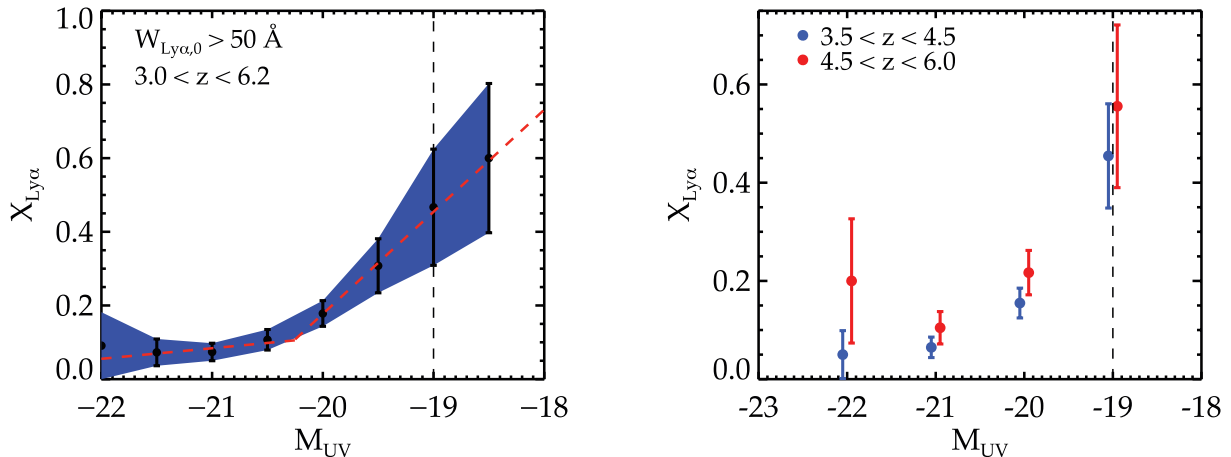 W_Lyα,0 > 50 Å
3.0 < z < 6.2
X_Lyα
1.0
0.8
0.6
0.4
0.2
0.0
−22 −21 −20 −19 −18
M_UV
3.5 < z < 4.5
4.5 < z < 6.0
X_Lyα
0.6
0.4
0.2
0.0
-23 -22 -21 -20 -19 -18
M_UV